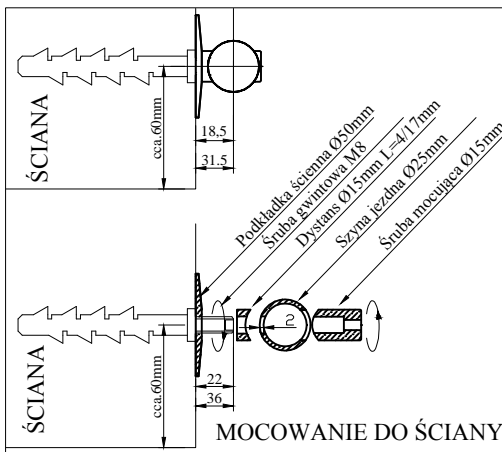 ŚCIANA
cca.60mm
18,5
31.5
Podkładka ścienna Ø50mm
Śruba gwintowa M8
Dystans Ø15mm L=4/17mm
Szyna jezdna Ø25mm
Śruba mocująca Ø15mm
ŚCIANA
cca.60mm
2
22
36
MOCOWANIE DO ŚCIANY